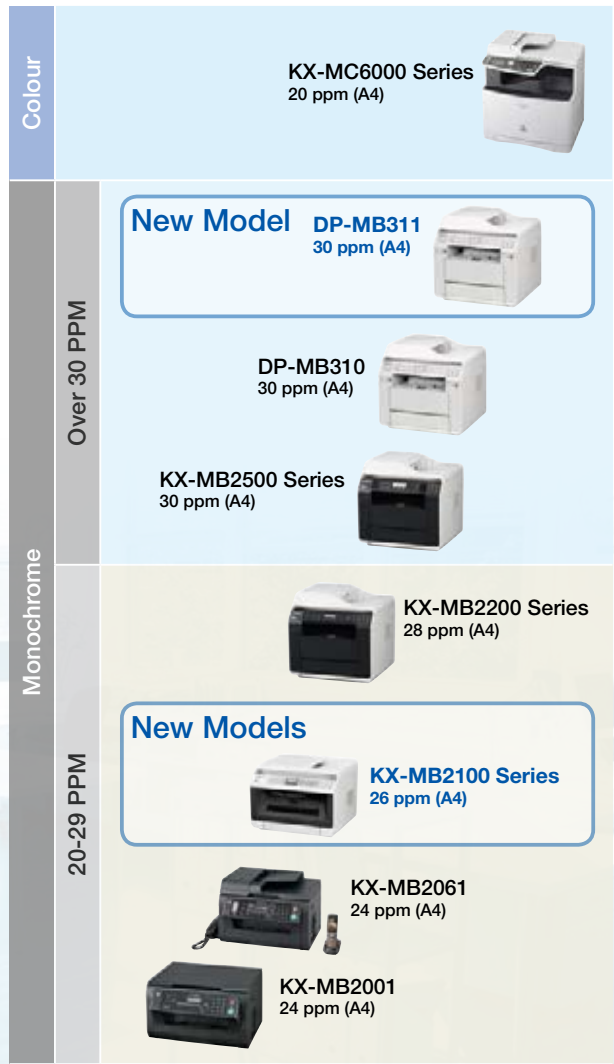 Colour
KX-MC6000 Series
20 ppm (A4)
Monochrome
Over 30 PPM
New Model DP-MB311
30 ppm (A4)
DP-MB310
30 ppm (A4)
KX-MB2500 Series
30 ppm (A4)
20-29 PPM
KX-MB2200 Series
28 ppm (A4)
New Models
KX-MB2100 Series
26 ppm (A4)
KX-MB2061
24 ppm (A4)
KX-MB2001
24 ppm (A4)